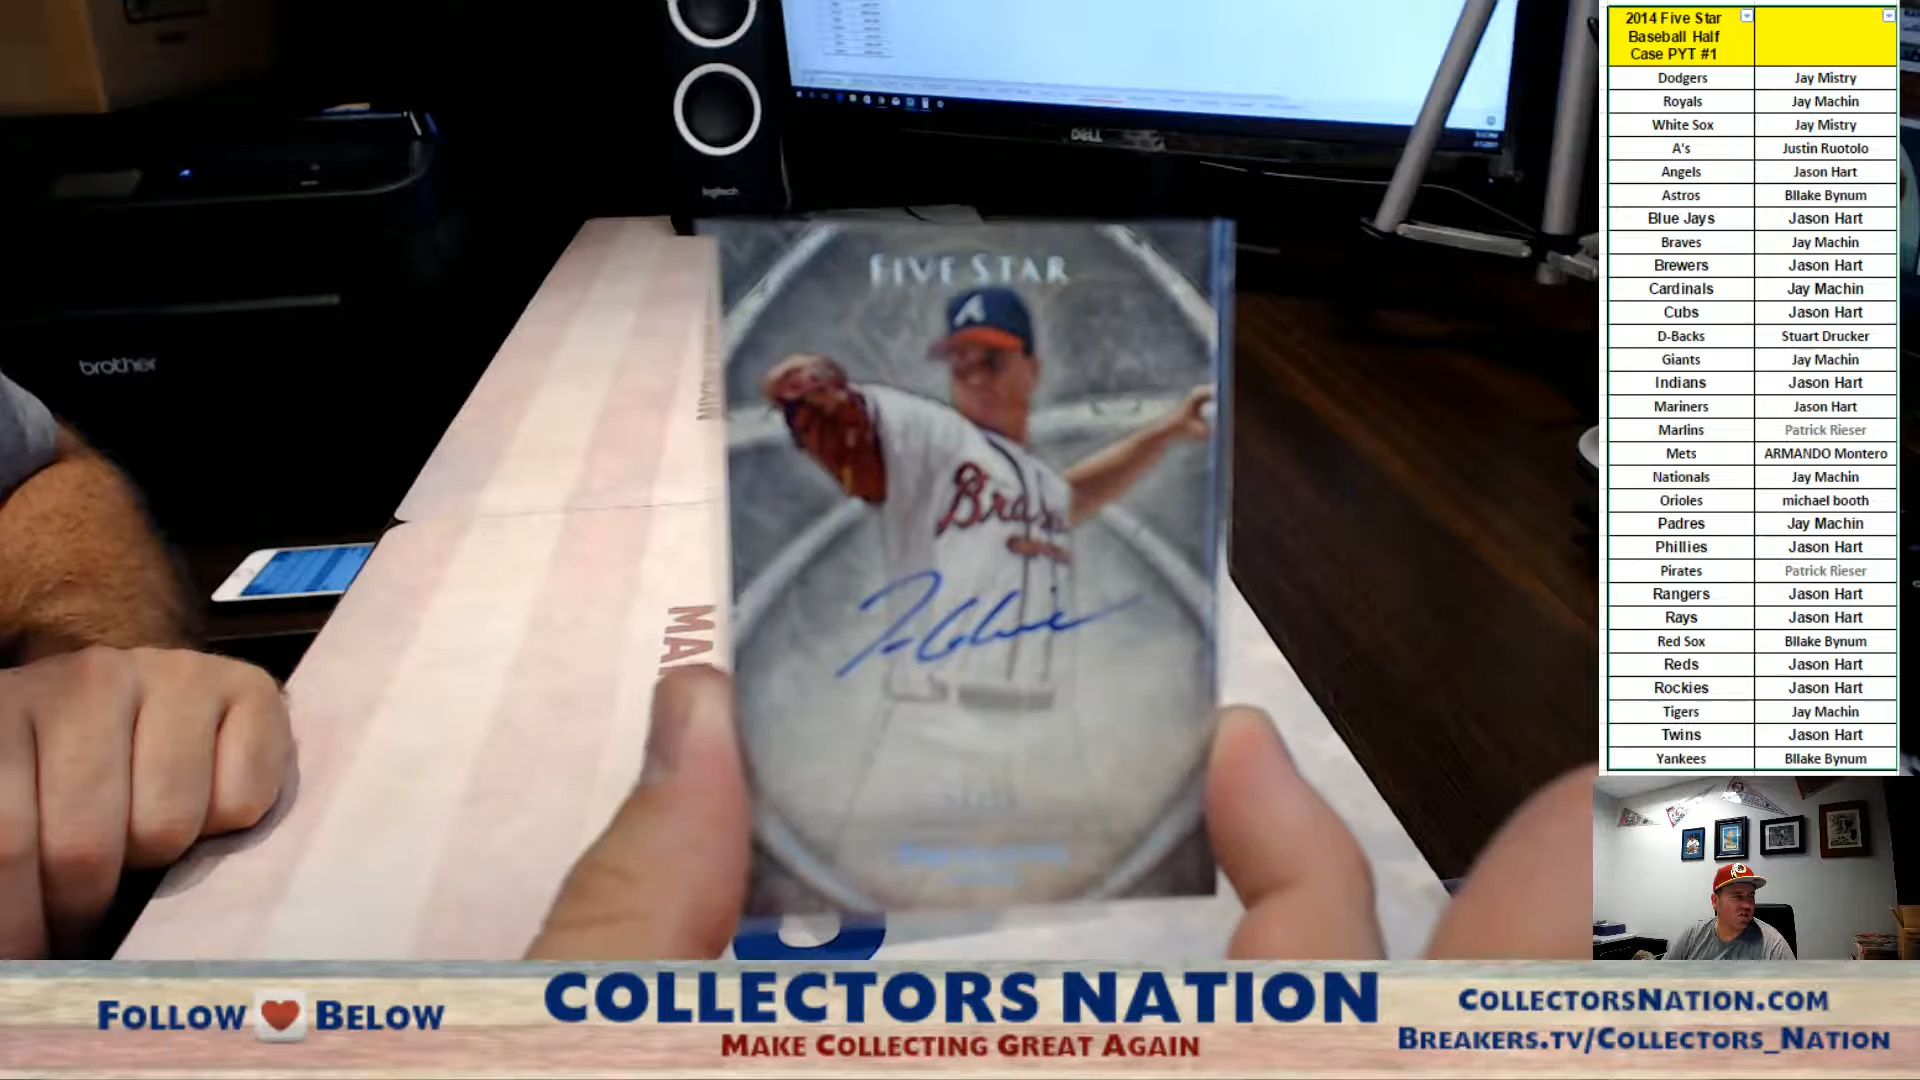 logitech
DELL
brother
FIVE STAR
A
Braves
MA
2014 Five Star
Baseball Half
Case PYT #1
Dodgers Jay Mistry
Royals Jay Machin
White Sox Jay Mistry
A's Justin Ruotolo
Angels Jason Hart
Astros Bllake Bynum
Blue Jays Jason Hart
Braves Jay Machin
Brewers Jason Hart
Cardinals Jay Machin
Cubs Jason Hart
D-Backs Stuart Drucker
Giants Jay Machin
Indians Jason Hart
Mariners Jason Hart
Marlins Patrick Rieser
Mets ARMANDO Montero
Nationals Jay Machin
Orioles michael booth
Padres Jay Machin
Phillies Jason Hart
Pirates Patrick Rieser
Rangers Jason Hart
Rays Jason Hart
Red Sox Bllake Bynum
Reds Jason Hart
Rockies Jason Hart
Tigers Jay Machin
Twins Jason Hart
Yankees Bllake Bynum
FOLLOW BELOW
COLLECTORS NATION
MAKE COLLECTING GREAT AGAIN
COLLECTORSNATION.COM
BREAKERS.TV/COLLECTORS_NATION